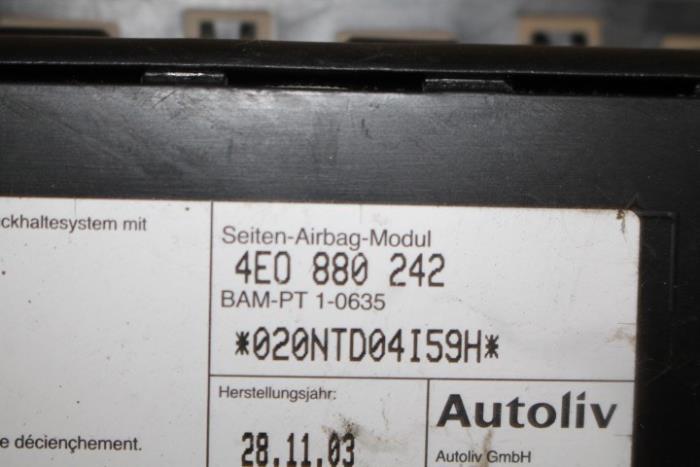 ckhaltesystem mit
e décienchement.
Seiten-Airbag-Modul
4E0 880 242
BAM-PT 1-0635
*020NTD04I59H*
Herstellungsjahr:
28.11.03
Autoliv
Autoliv GmbH